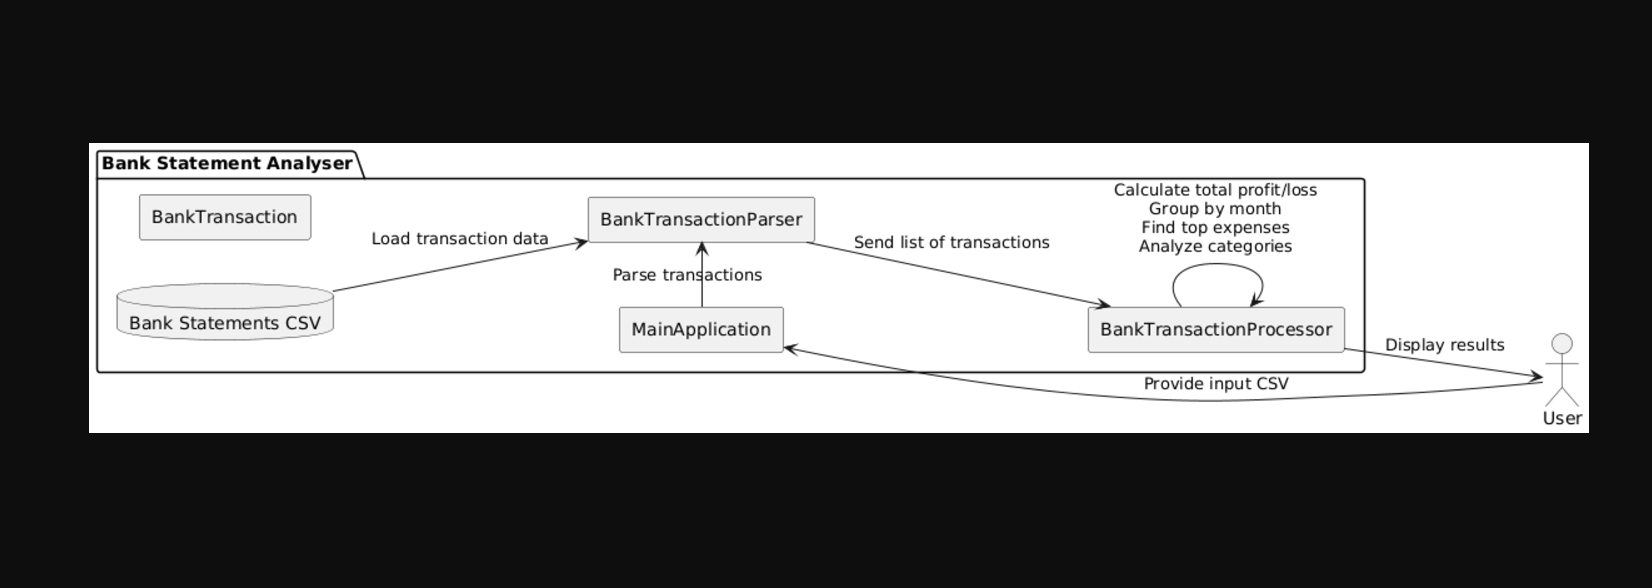 Bank Statement Analyser
BankTransaction
Bank Statements CSV
Load transaction data
BankTransactionParser
Parse transactions
MainApplication
Send list of transactions
Calculate total profit/loss
Group by month
Find top expenses
Analyze categories
BankTransactionProcessor
Display results
Provide input CSV
User